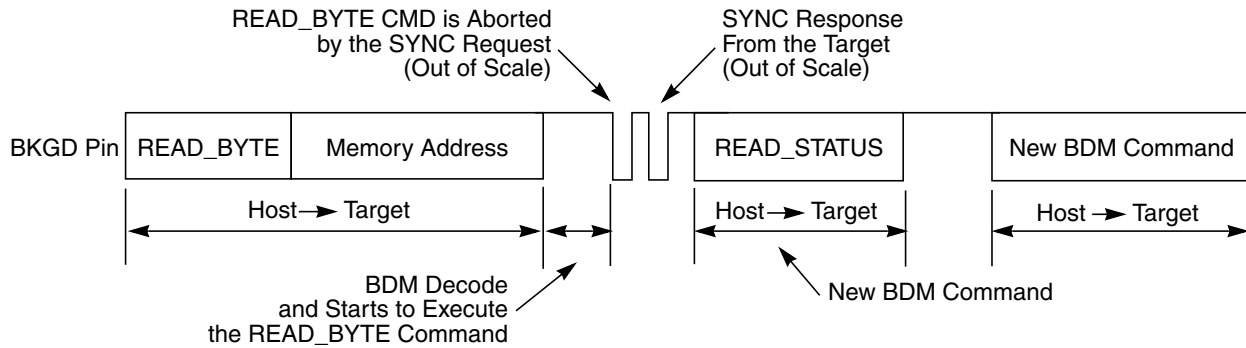 READ_BYTE CMD is Aborted
by the SYNC Request
(Out of Scale)
SYNC Response
From the Target
(Out of Scale)
BKGD Pin
READ_BYTE
Memory Address
READ_STATUS
New BDM Command
Host → Target
Host → Target
Host → Target
BDM Decode
and Starts to Execute
the READ_BYTE Command
New BDM Command